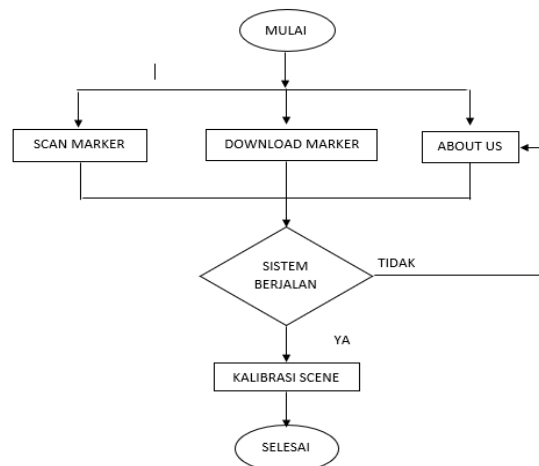 MULAI
SCAN MARKER
DOWNLOAD MARKER
ABOUT US
SISTEM
BERJALAN
TIDAK
YA
KALIBRASI SCENE
SELESAI